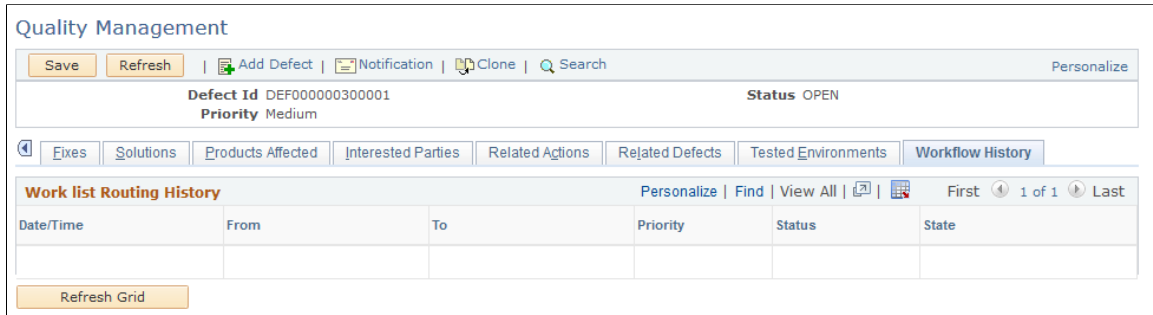 Quality Management
Save Refresh | Add Defect | Notification | Clone | Search Personalize
Defect Id DEF000000300001 Status OPEN
Priority Medium
Fixes Solutions Products Affected Interested Parties Related Actions Related Defects Tested Environments Workflow History
Work list Routing History Personalize | Find | View All | | First 1 of 1 Last
Date/Time From To Priority Status State
Refresh Grid